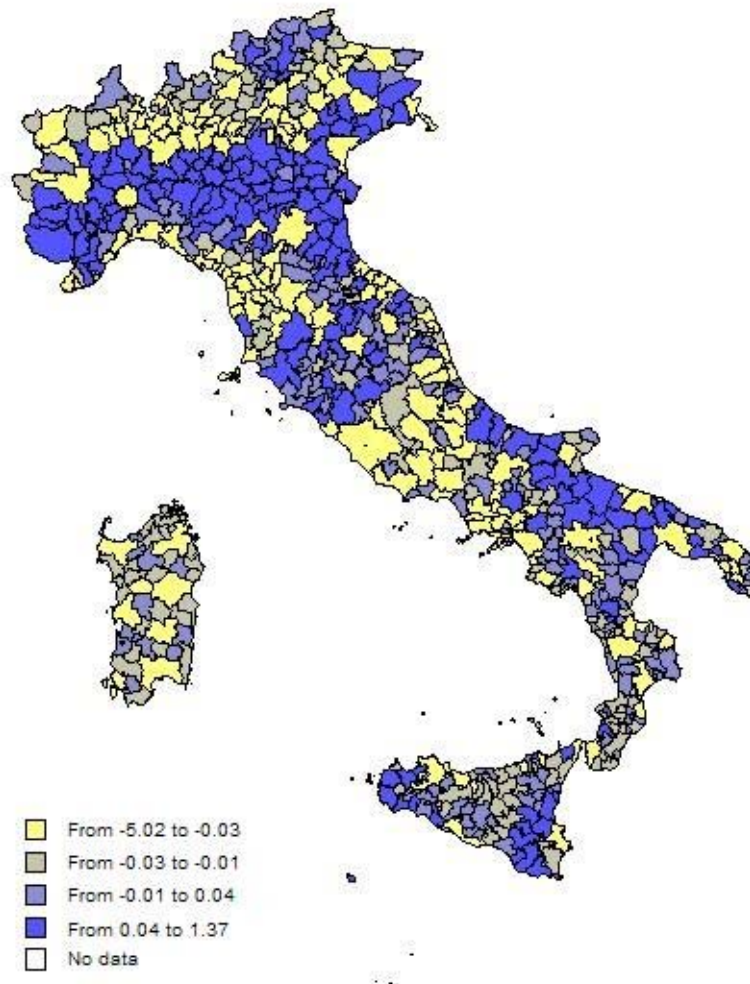 From -5.02 to -0.03
From -0.03 to -0.01
From -0.01 to 0.04
From 0.04 to 1.37
No data